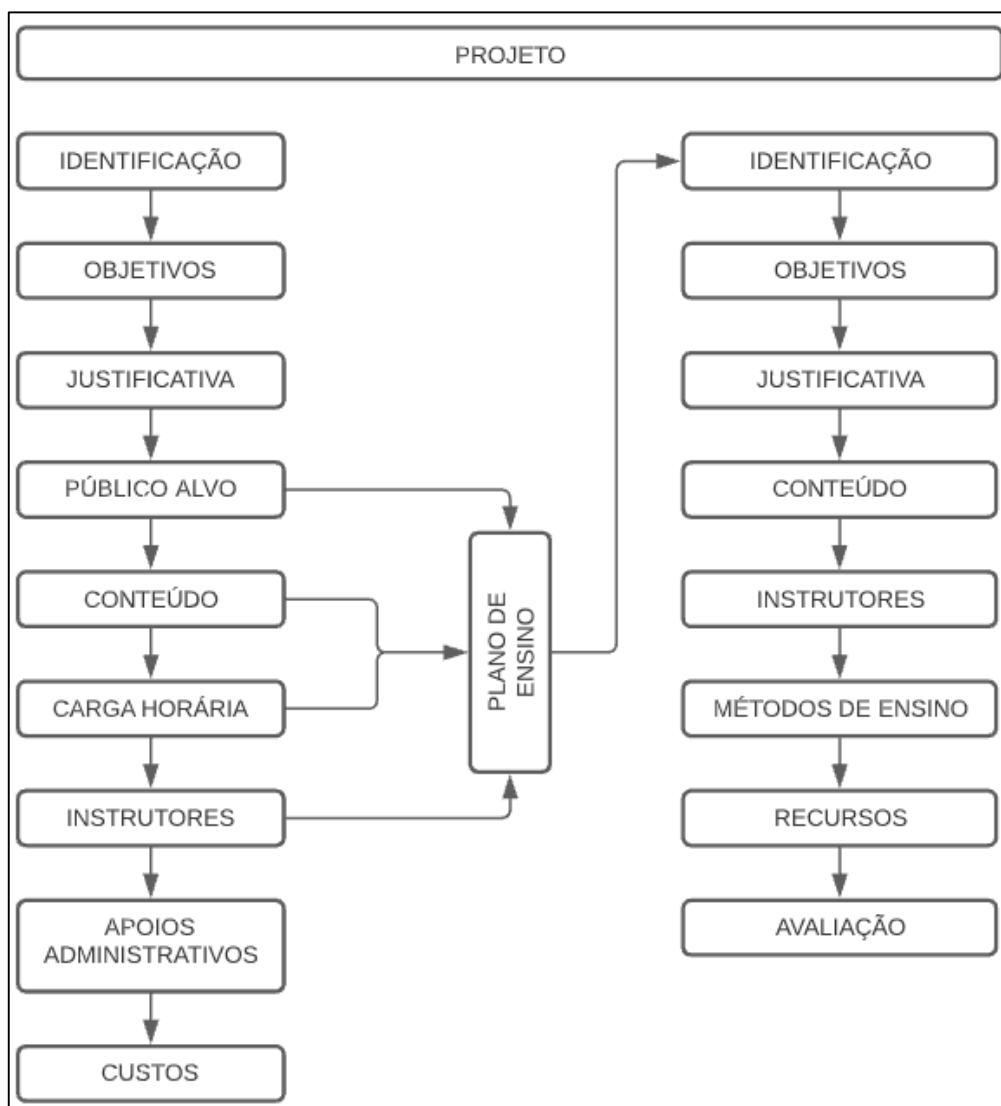 PROJETO
IDENTIFICAÇÃO
OBJETIVOS
JUSTIFICATIVA
PÚBLICO ALVO
CONTEÚDO
CARGA HORÁRIA
INSTRUTORES
APOIOS
ADMINISTRATIVOS
CUSTOS
PLANO DE
ENSINO
IDENTIFICAÇÃO
OBJETIVOS
JUSTIFICATIVA
CONTEÚDO
INSTRUTORES
MÉTODOS DE ENSINO
RECURSOS
AVALIAÇÃO